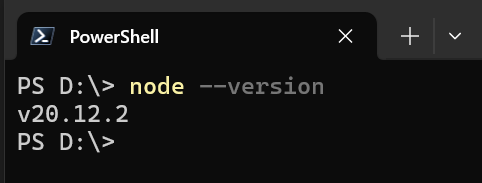 PowerShell
PS D:\> node --version
v20.12.2
PS D:\>